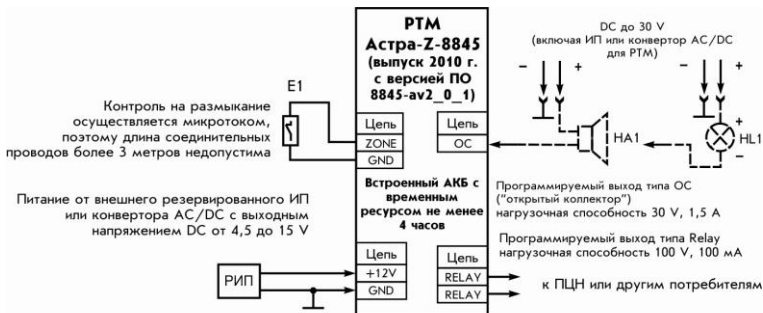 РТМ
Астра-Z-8845
(выпуск 2010 г.
с версией ПО
8845-av2_0_1)
DC до 30 V
(включая ИП или конвертор AC/DC
для РТМ)
E1
Контроль на размыкание
осуществляется микротоком,
поэтому длина соединительных
проводов более 3 метров недопустима
Цепь
ZONE
GND
Цепь
ОС
– +
– +
HA1
+
HL1
–
Встроенный АКБ с
временным
ресурсом не менее
4 часов
Программируемый выход типа ОС
("открытый коллектор")
нагрузочная способность 30 V, 1,5 А
Питание от внешнего резервированного ИП
или конвертора AC/DC с выходным
напряжением DC от 4,5 до 15 V
Программируемый выход типа Relay
нагрузочная способность 100 V, 100 мА
РИП
Цепь
+12V
GND
Цепь
RELAY
RELAY
к ПЦН или другим потребителям